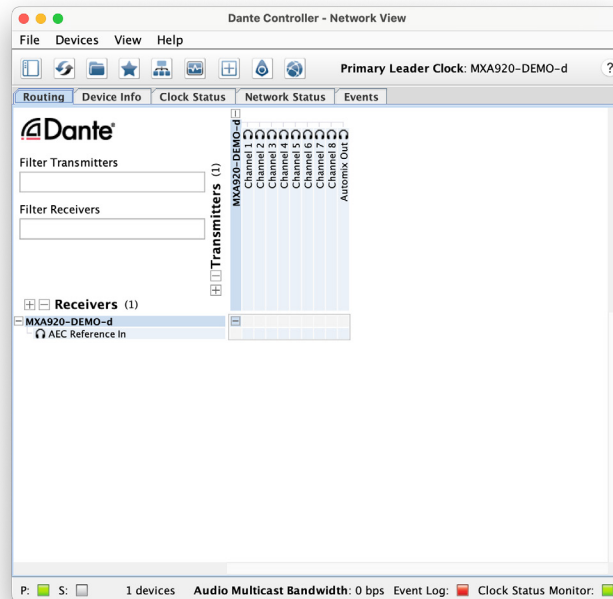 Dante Controller - Network View
File Devices View Help
Primary Leader Clock: MXA920-DEMO-d
?
Routing Device Info Clock Status Network Status Events
Dante®
Filter Transmitters
Filter Receivers
Transmitters (1)
MXA920-DEMO-d
Channel 1
Channel 2
Channel 3
Channel 4
Channel 5
Channel 6
Channel 7
Channel 8
Automix Out
Receivers (1)
MXA920-DEMO-d
AEC Reference In
P: S: 1 devices Audio Multicast Bandwidth: 0 bps Event Log: Clock Status Monitor: